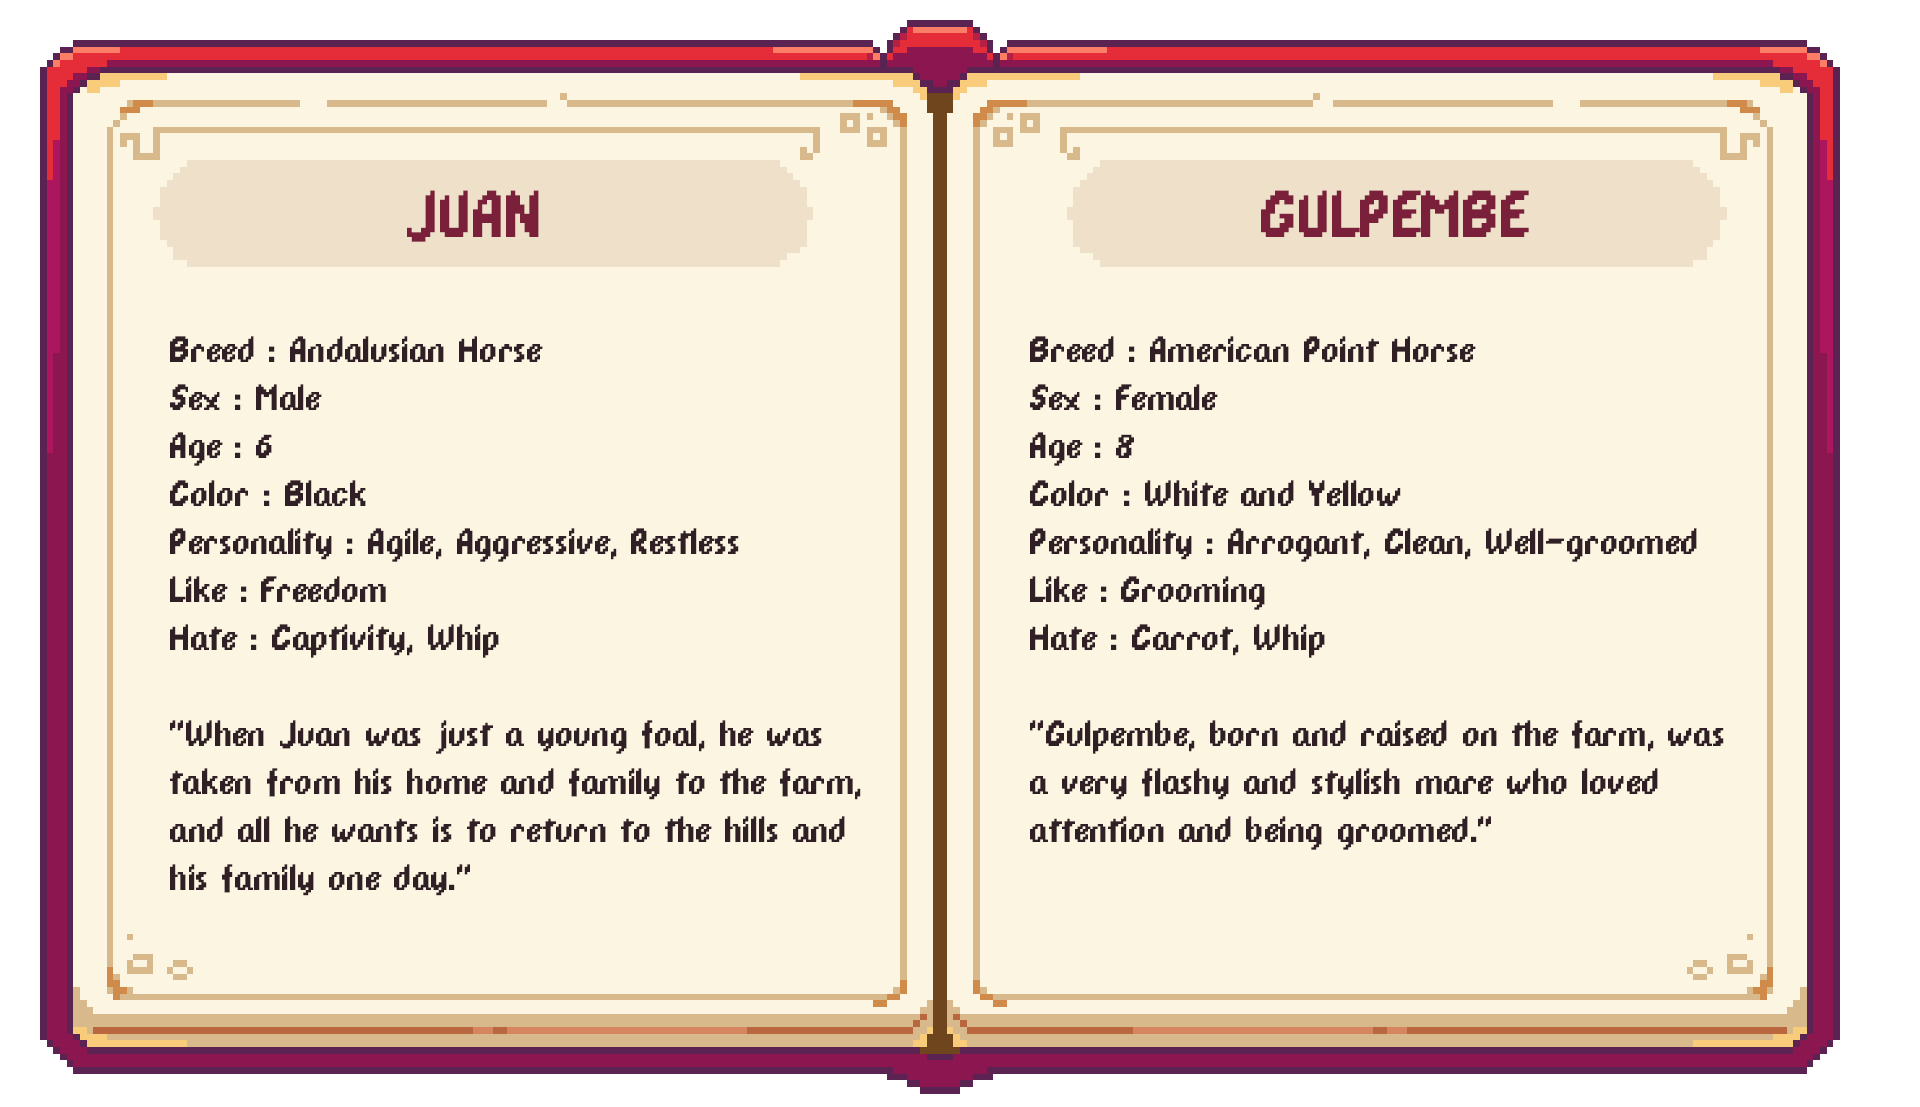 JUAN
Breed : Andalusian Horse
Sex : Male
Age : 6
Color : Black
Personality : Agile, Aggressive, Restless
Like : Freedom
Hate : Captivity, Whip
"When Juan was just a young foal, he was
taken from his home and family to the farm,
and all he wants is to return to the hills and
his family one day."
GULPEMBE
Breed : American Point Horse
Sex : Female
Age : 8
Color : White and Yellow
Personality : Arrogant, Clean, Well-groomed
Like : Grooming
Hate : Carrot, Whip
"Gulpembe, born and raised on the farm, was
a very flashy and stylish mare who loved
attention and being groomed."